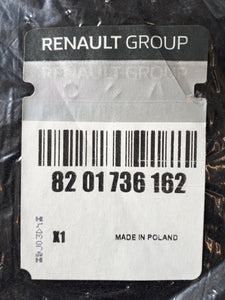 RENAULT GROUP
RENAULT GROUP
82 01 736 162
X1
MADE IN POLAND